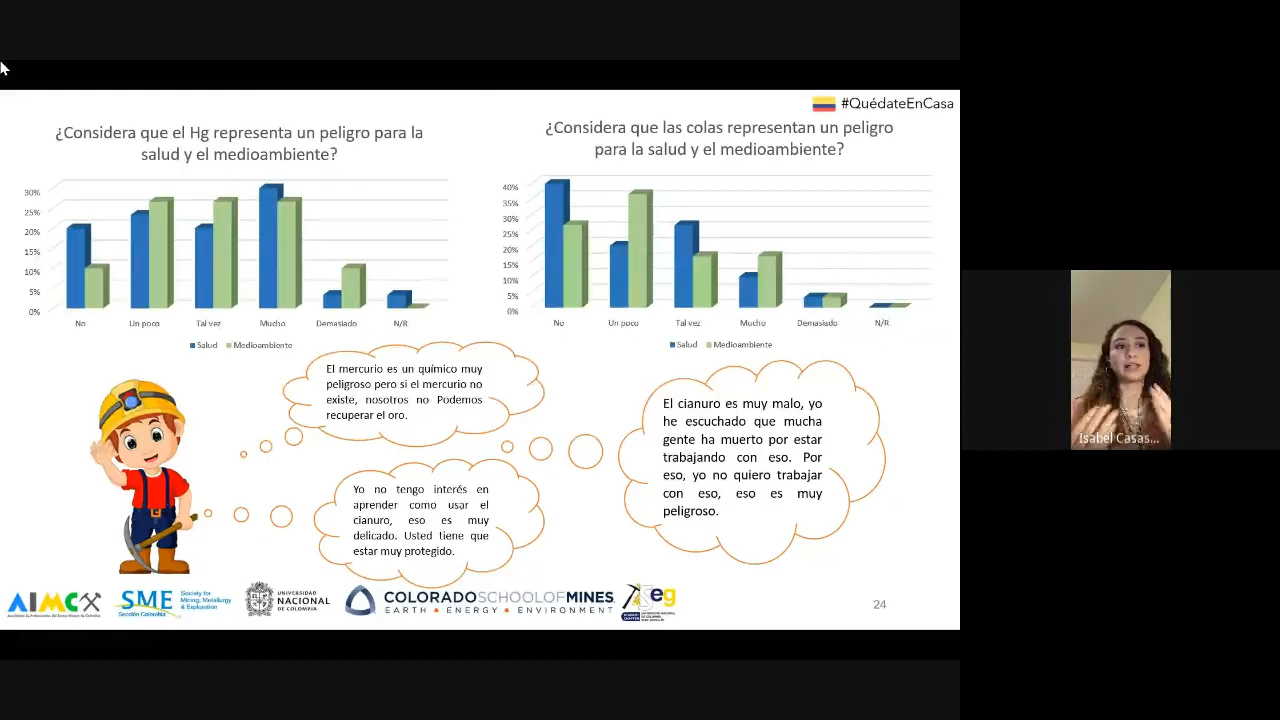 #QuédateEnCasa
¿Considera que el Hg representa un peligro para la
salud y el medioambiente?
30%
25%
20%
15%
10%
5%
0%
No
Un poco
Tal vez
Mucho
Demasiado
N/R
Salud
Medioambiente
¿Considera que las colas representan un peligro
para la salud y el medioambiente?
40%
35%
30%
25%
20%
15%
10%
5%
0%
No
Un poco
Tal vez
Mucho
Demasiado
N/R
Salud
Medioambiente
El mercurio es un químico muy
peligroso pero si el mercurio no
existe, nosotros no Podemos
recuperar el oro.
Yo no tengo interés en
aprender como usar el
cianuro, eso es muy
delicado. Usted tiene que
estar muy protegido.
El cianuro es muy malo, yo
he escuchado que mucha
gente ha muerto por estar
trabajando con eso. Por
eso, yo no quiero trabajar
con eso, eso es muy
peligroso.
Isabel Casas...
AIMC
SME
Sección Colombia
Society for
Mining, Metallurgy
& Exploration
UNIVERSIDAD
NACIONAL
DE COLOMBIA
COLORADOSCHOOLOFMINES
EARTH • ENERGY • ENVIRONMENT
seg
24